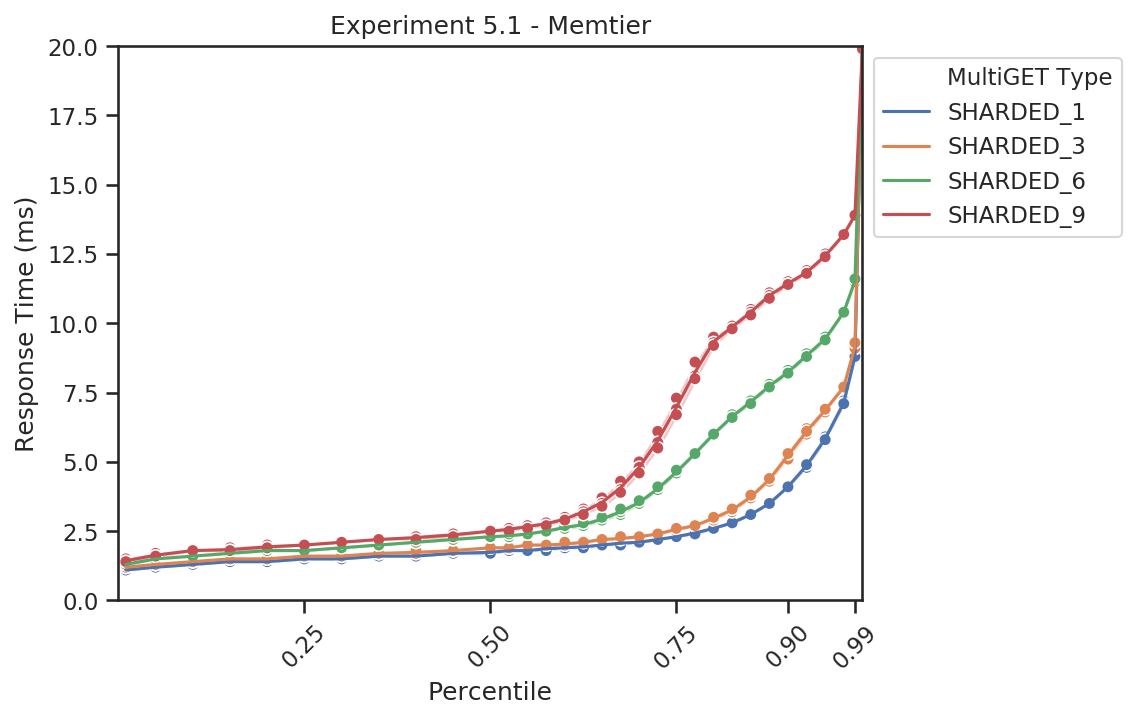 Experiment 5.1 - Memtier
20.0
17.5
15.0
12.5
10.0
7.5
5.0
2.5
0.0
Response Time (ms)
0.25
0.50
0.75
0.90
0.99
Percentile
MultiGET Type
SHARDED_1
SHARDED_3
SHARDED_6
SHARDED_9